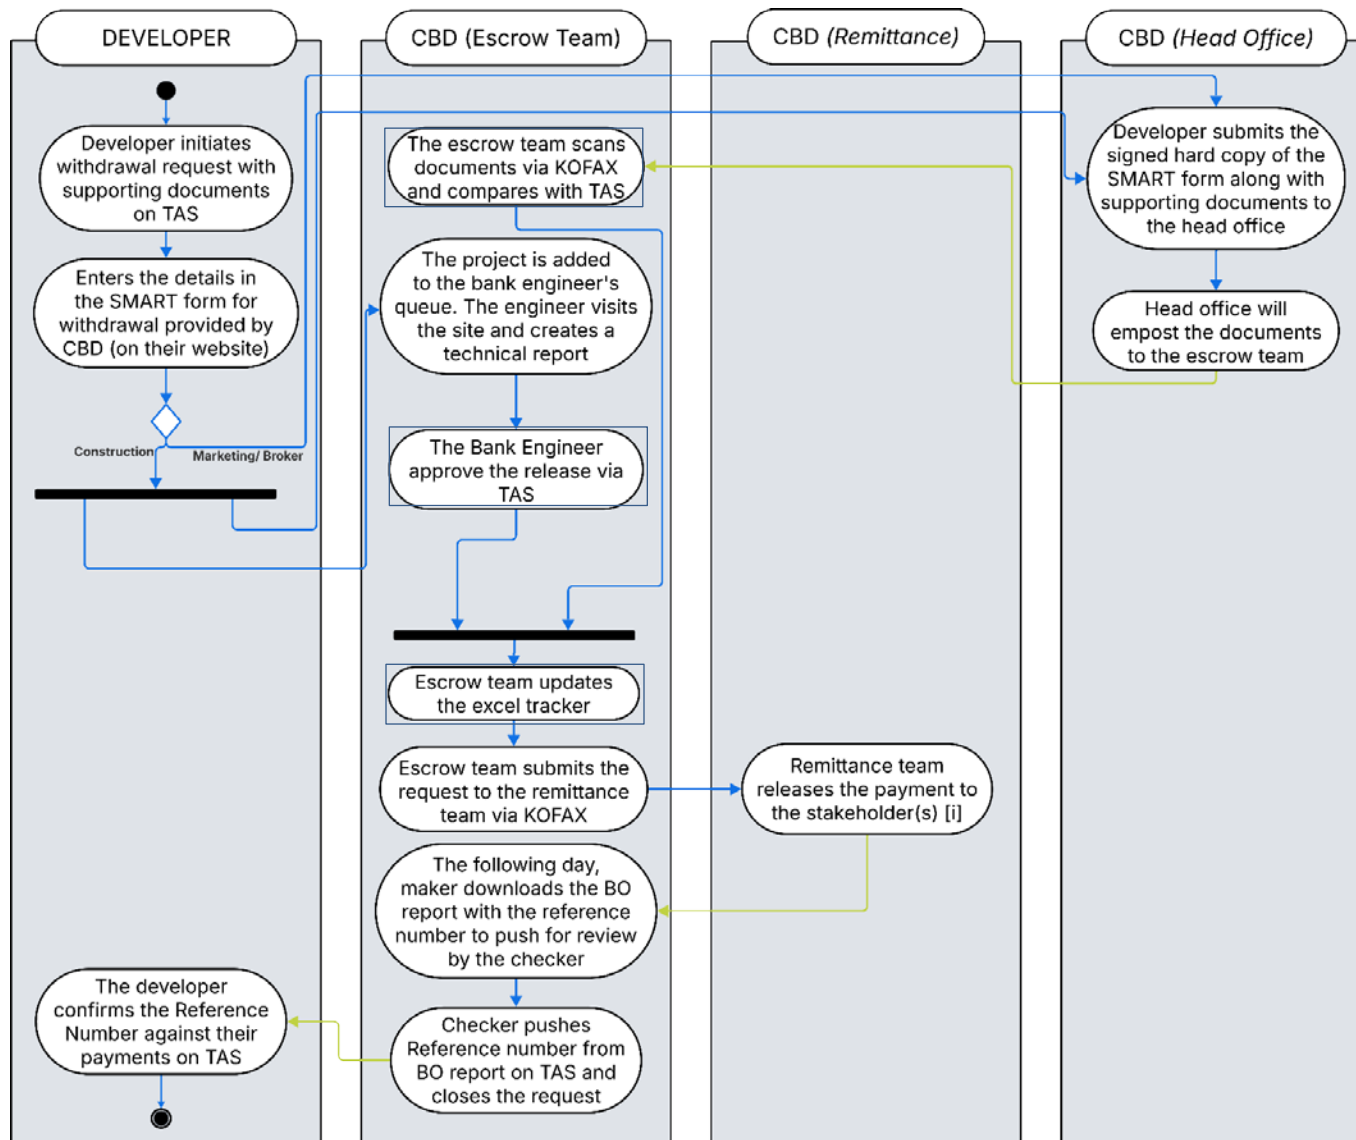 DEVELOPER
CBD (Escrow Team)
CBD (Remittance)
CBD (Head Office)
Developer initiates
withdrawal request with
supporting documents
on TAS
Enters the details in
the SMART form for
withdrawal provided by
CBD (on their website)
Construction
Marketing/ Broker
The escrow team scans
documents via KOFAX
and compares with TAS
The project is added
to the bank engineer's
queue. The engineer visits
the site and creates a
technical report
The Bank Engineer
approve the release via
TAS
Escrow team updates
the excel tracker
Escrow team submits the
request to the remittance
team via KOFAX
The following day,
maker downloads the BO
report with the reference
number to push for review
by the checker
Checker pushes
Reference number from
BO report on TAS and
closes the request
Remittance team
releases the payment to
the stakeholder(s) [i]
Developer submits the
signed hard copy of the
SMART form along with
supporting documents to
the head office
Head office will
empost the documents
to the escrow team
The developer
confirms the Reference
Number against their
payments on TAS